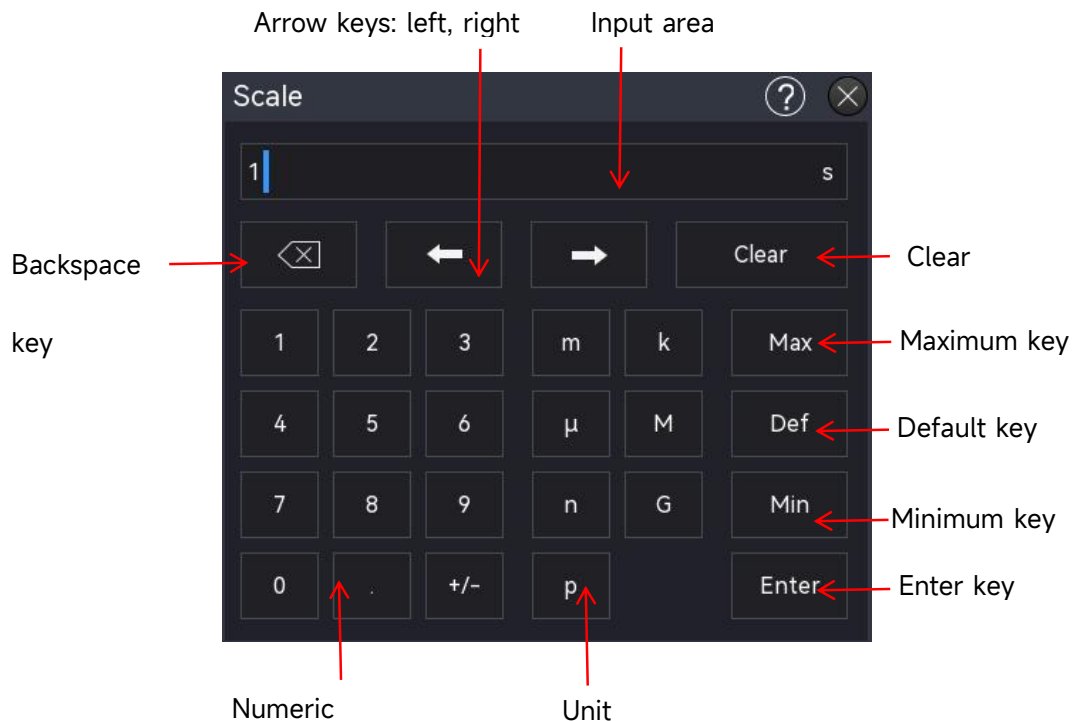 Arrow keys: left, right Input area
Scale ?
1 s
Backspace Clear Clear
key 1 2 3 m k Max Maximum key
4 5 6 μ M Def Default key
7 8 9 n G Min Minimum key
0 . +/- p Enter Enter key
Numeric Unit